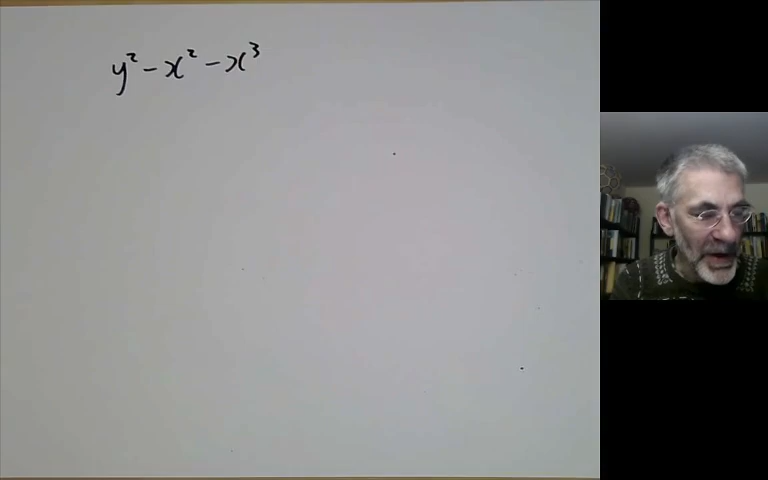 y² - x² - x³